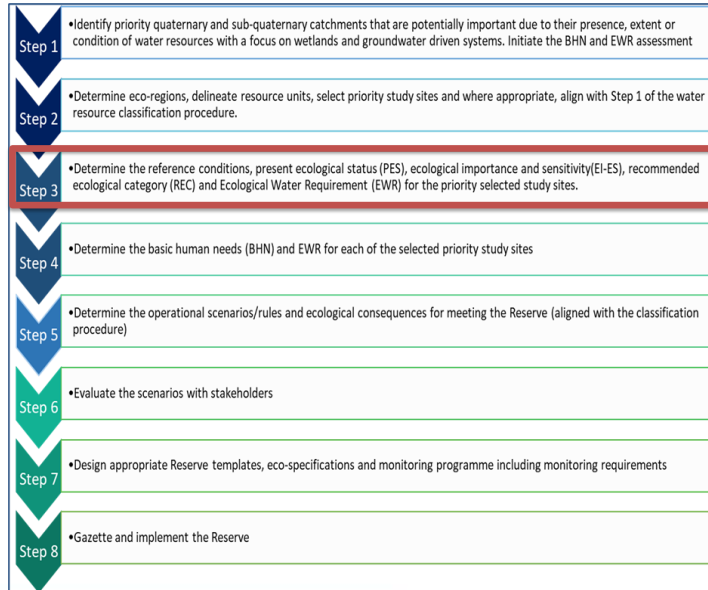 Step 1
•Identify priority quaternary and sub-quaternary catchments that are potentially important due to their presence, extent or
condition of water resources with a focus on wetlands and groundwater driven systems. Initiate the BHN and EWR assessment
Step 2
•Determine eco-regions, delineate resource units, select priority study sites and where appropriate, align with Step 1 of the water
resource classification procedure.
Step 3
•Determine the reference conditions, present ecological status (PES), ecological importance and sensitivity(EI-ES), recommended
ecological category (REC) and Ecological Water Requirement (EWR) for the priority selected study sites.
Step 4
•Determine the basic human needs (BHN) and EWR for each of the selected priority study sites
Step 5
•Determine the operational scenarios/rules and ecological consequences for meeting the Reserve (aligned with the classification
procedure)
Step 6
•Evaluate the scenarios with stakeholders
Step 7
•Design appropriate Reserve templates, eco-specifications and monitoring programme including monitoring requirements
Step 8
•Gazette and implement the Reserve